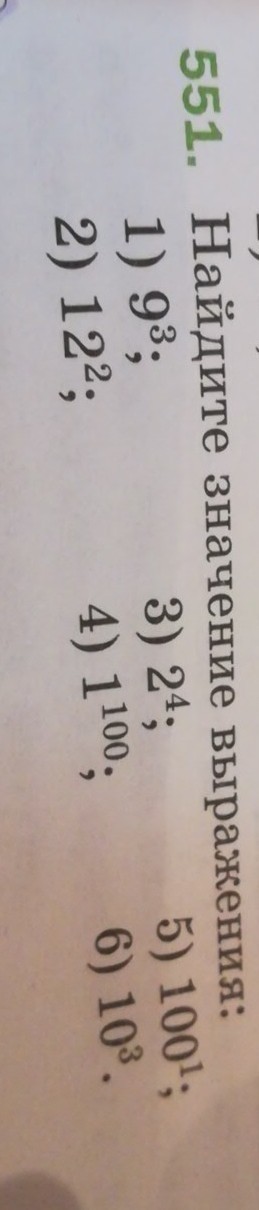 551. Найдите значение выражения:
1) 9³; 3) 2⁴; 5) 100¹;
2) 12²; 4) 1¹⁰⁰; 6) 10³.